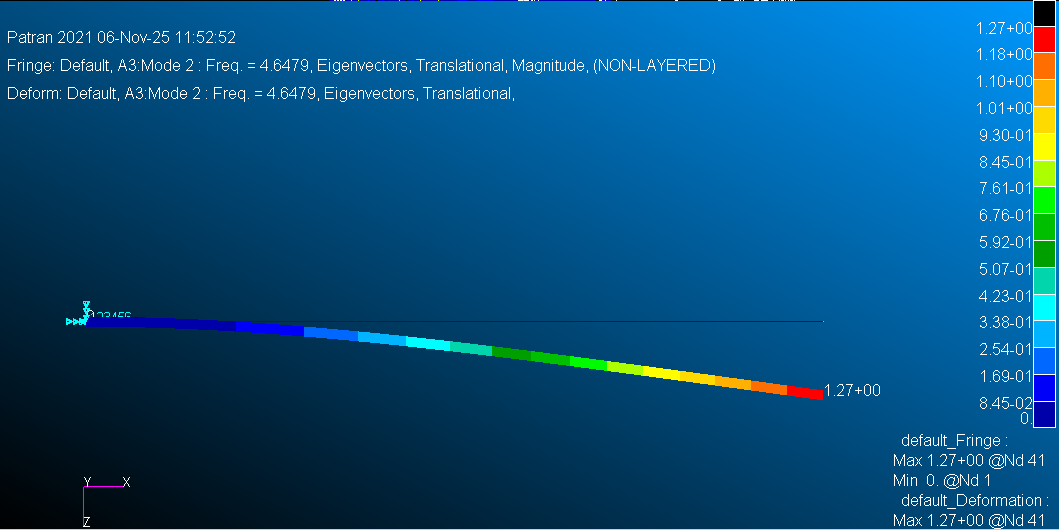 Patran 2021 06-Nov-25 11:52:52
Fringe: Default, A3:Mode 2 : Freq. = 4.6479, Eigenvectors, Translational, Magnitude, (NON-LAYERED)
Deform: Default, A3:Mode 2 : Freq. = 4.6479, Eigenvectors, Translational,
1.27+00
1.18+00
1.10+00
1.01+00
9.30-01
8.45-01
7.61-01
6.76-01
5.92-01
5.07-01
4.23-01
3.38-01
2.54-01
1.69-01
8.45-02
0.
123456
1.27+00
default_Fringe :
Max 1.27+00 @Nd 41
Min 0. @Nd 1
default_Deformation :
Max 1.27+00 @Nd 41
Y X
Z